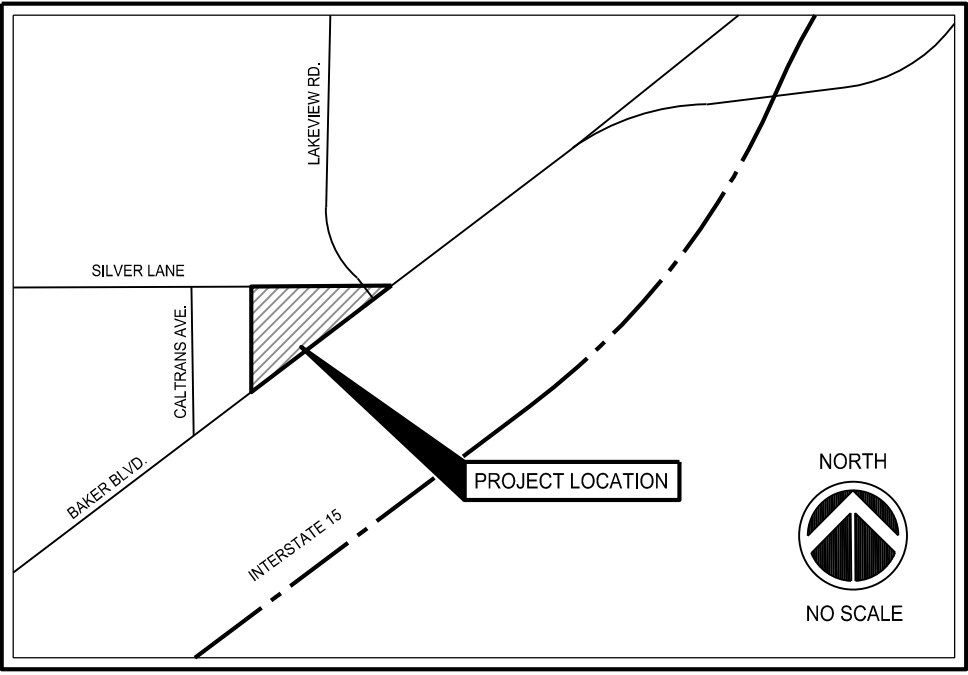 LAKEVIEW RD.
SILVER LANE
CALTRANS AVE.
BAKER BLVD.
PROJECT LOCATION
INTERSTATE 15
NORTH
NO SCALE